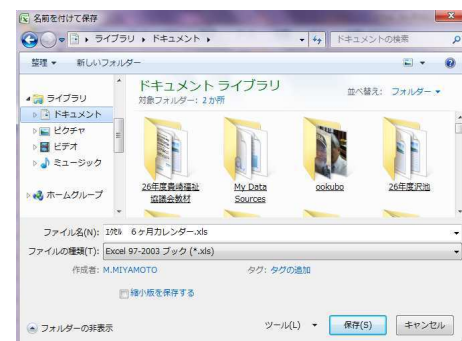 名前を付けて保存
ライブラリ ▸ ドキュメント ▸
ドキュメントの検索
整理 ▼ 新しいフォルダー
ライブラリ
ドキュメント
ピクチャ
ビデオ
ミュージック
ホームグループ
ドキュメント ライブラリ
対象フォルダー: 2か所
並べ替え: フォルダー ▼
26年度貴崎福祉
協議会教材
My Data
Sources
ookubo
26年度沢池
ファイル名(N): 10ｾﾙ 6ヶ月カレンダー.xls
ファイルの種類(T): Excel 97-2003 ブック (*.xls)
作成者: M.MIYAMOTO
タグ: タグの追加
縮小版を保存する
フォルダーの非表示
ツール(L) ▼
保存(S)
キャンセル